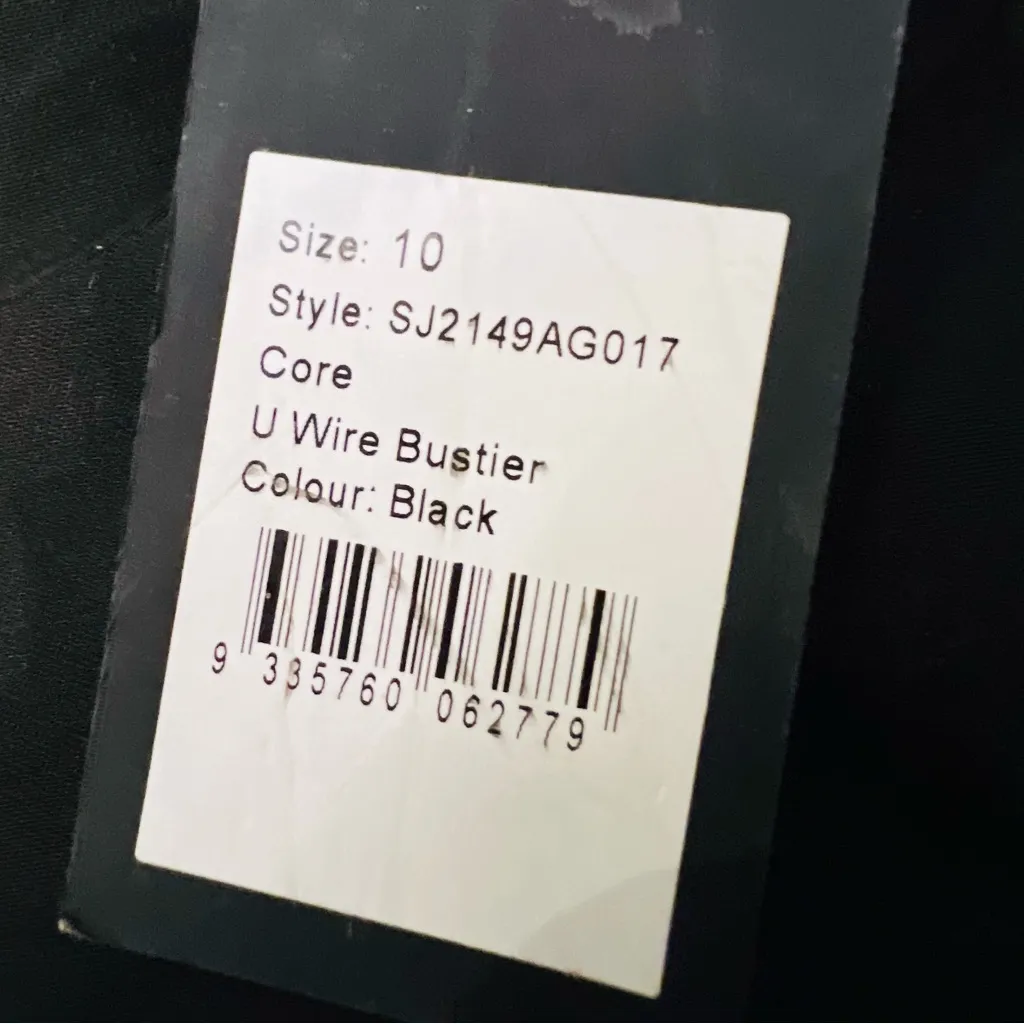 Size: 10
Style: SJ2149AG017
Core
U Wire Bustier
Colour: Black
9 335760 062779